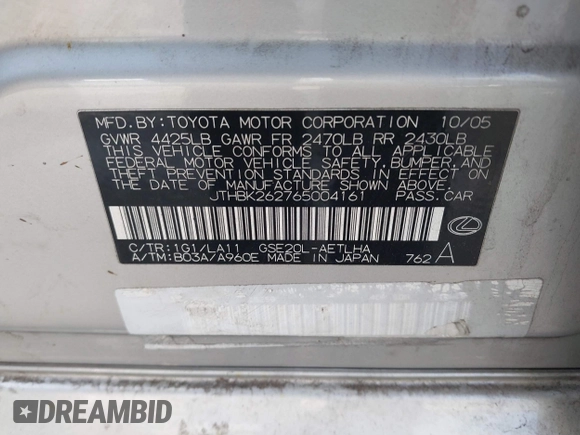 MFD. BY: TOYOTA MOTOR CORPORATION 10/05
GVWR 4425LB GAWR FR 2470LB RR 2430LB
THIS VEHICLE CONFORMS TO ALL APPLICABLE
FEDERAL MOTOR VEHICLE SAFETY, BUMPER, AND
THEFT PREVENTION STANDARDS IN EFFECT ON
THE DATE OF MANUFACTURE SHOWN ABOVE.
JTHBK262765004161 PASS. CAR
C/TR: 1G1/LA11 GSE20L-AETLHA
A/TM: B03A/A960E MADE IN JAPAN 762 A
DREAMBID